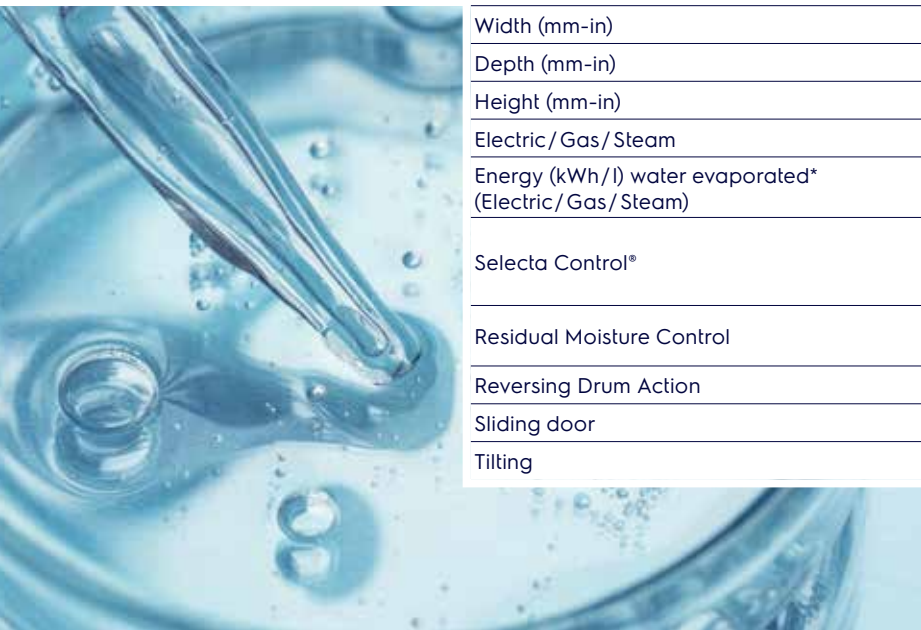 Width (mm-in)
Depth (mm-in)
Height (mm-in)
Electric/Gas/Steam
Energy (kWh/l) water evaporated*
(Electric/Gas/Steam)
Selecta Control®
Residual Moisture Control
Reversing Drum Action
Sliding door
Tilting